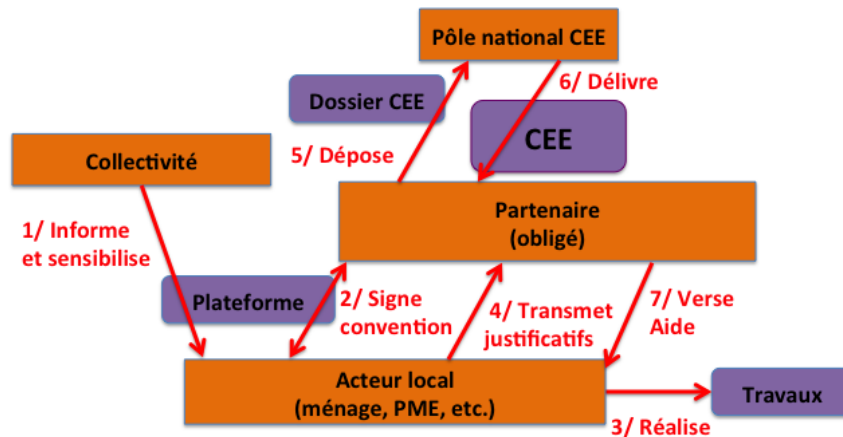 Pôle national CEE
6/ Délivre
Dossier CEE
CEE
5/ Dépose
Collectivité
Partenaire
(obligé)
1/ Informe
et sensibilise
Plateforme
2/ Signe
convention
4/ Transmet
justificatifs
7/ Verse
Aide
Acteur local
(ménage, PME, etc.)
Travaux
3/ Réalise